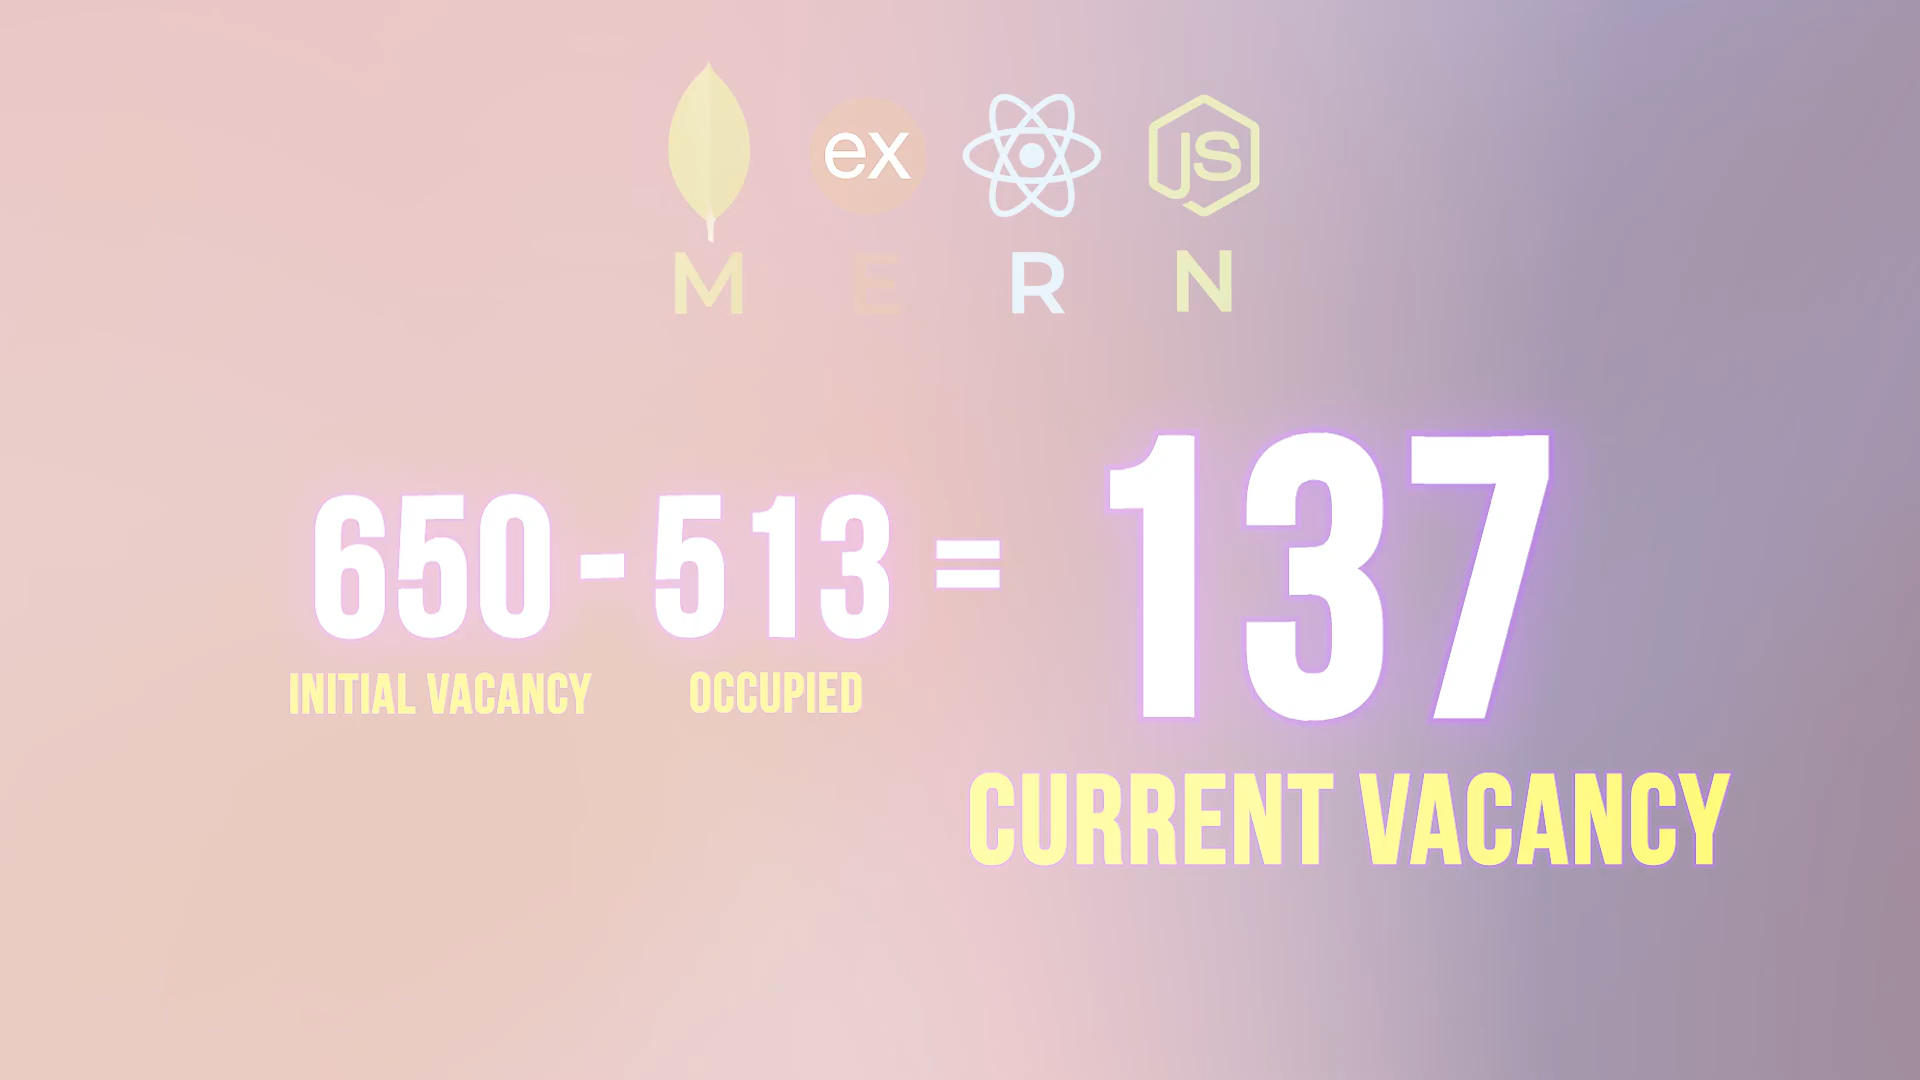 ex JS
M E R N
650 - 513 = 137
INITIAL VACANCY OCCUPIED
CURRENT VACANCY